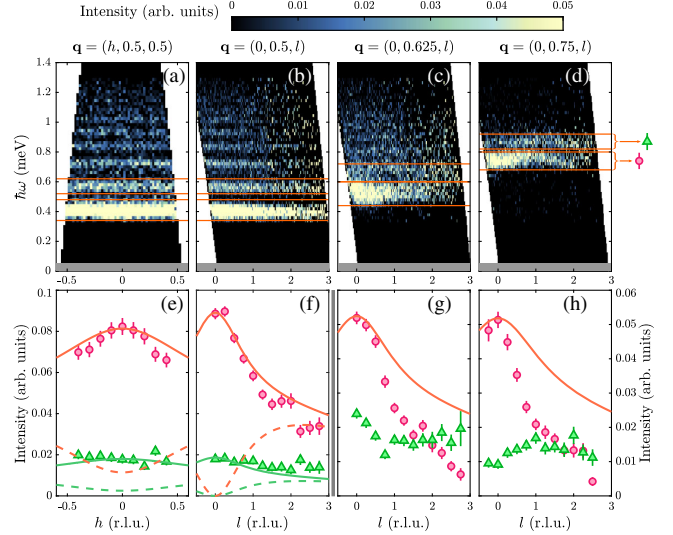 Intensity (arb. units)
0 0.01 0.02 0.03 0.04 0.05
q = (h, 0.5, 0.5) q = (0, 0.5, l) q = (0, 0.625, l) q = (0, 0.75, l)
(a) (b) (c) (d)
ℏω (meV)
1.4
1.2
1
0.8
0.6
0.4
0.2
0
-0.5 0 0.5 0 1 2 3 0 1 2 3 0 1 2 3
(e) (f) (g) (h)
Intensity (arb. units)
0.1
0.08
0.06
0.04
0.02
0
0.06
0.05
0.04
0.03
0.02
0.01
0
Intensity (arb. units)
-0.5 0 0.5 0 1 2 3 0 1 2 3 0 1 2 3
h (r.l.u.) l (r.l.u.) l (r.l.u.) l (r.l.u.)